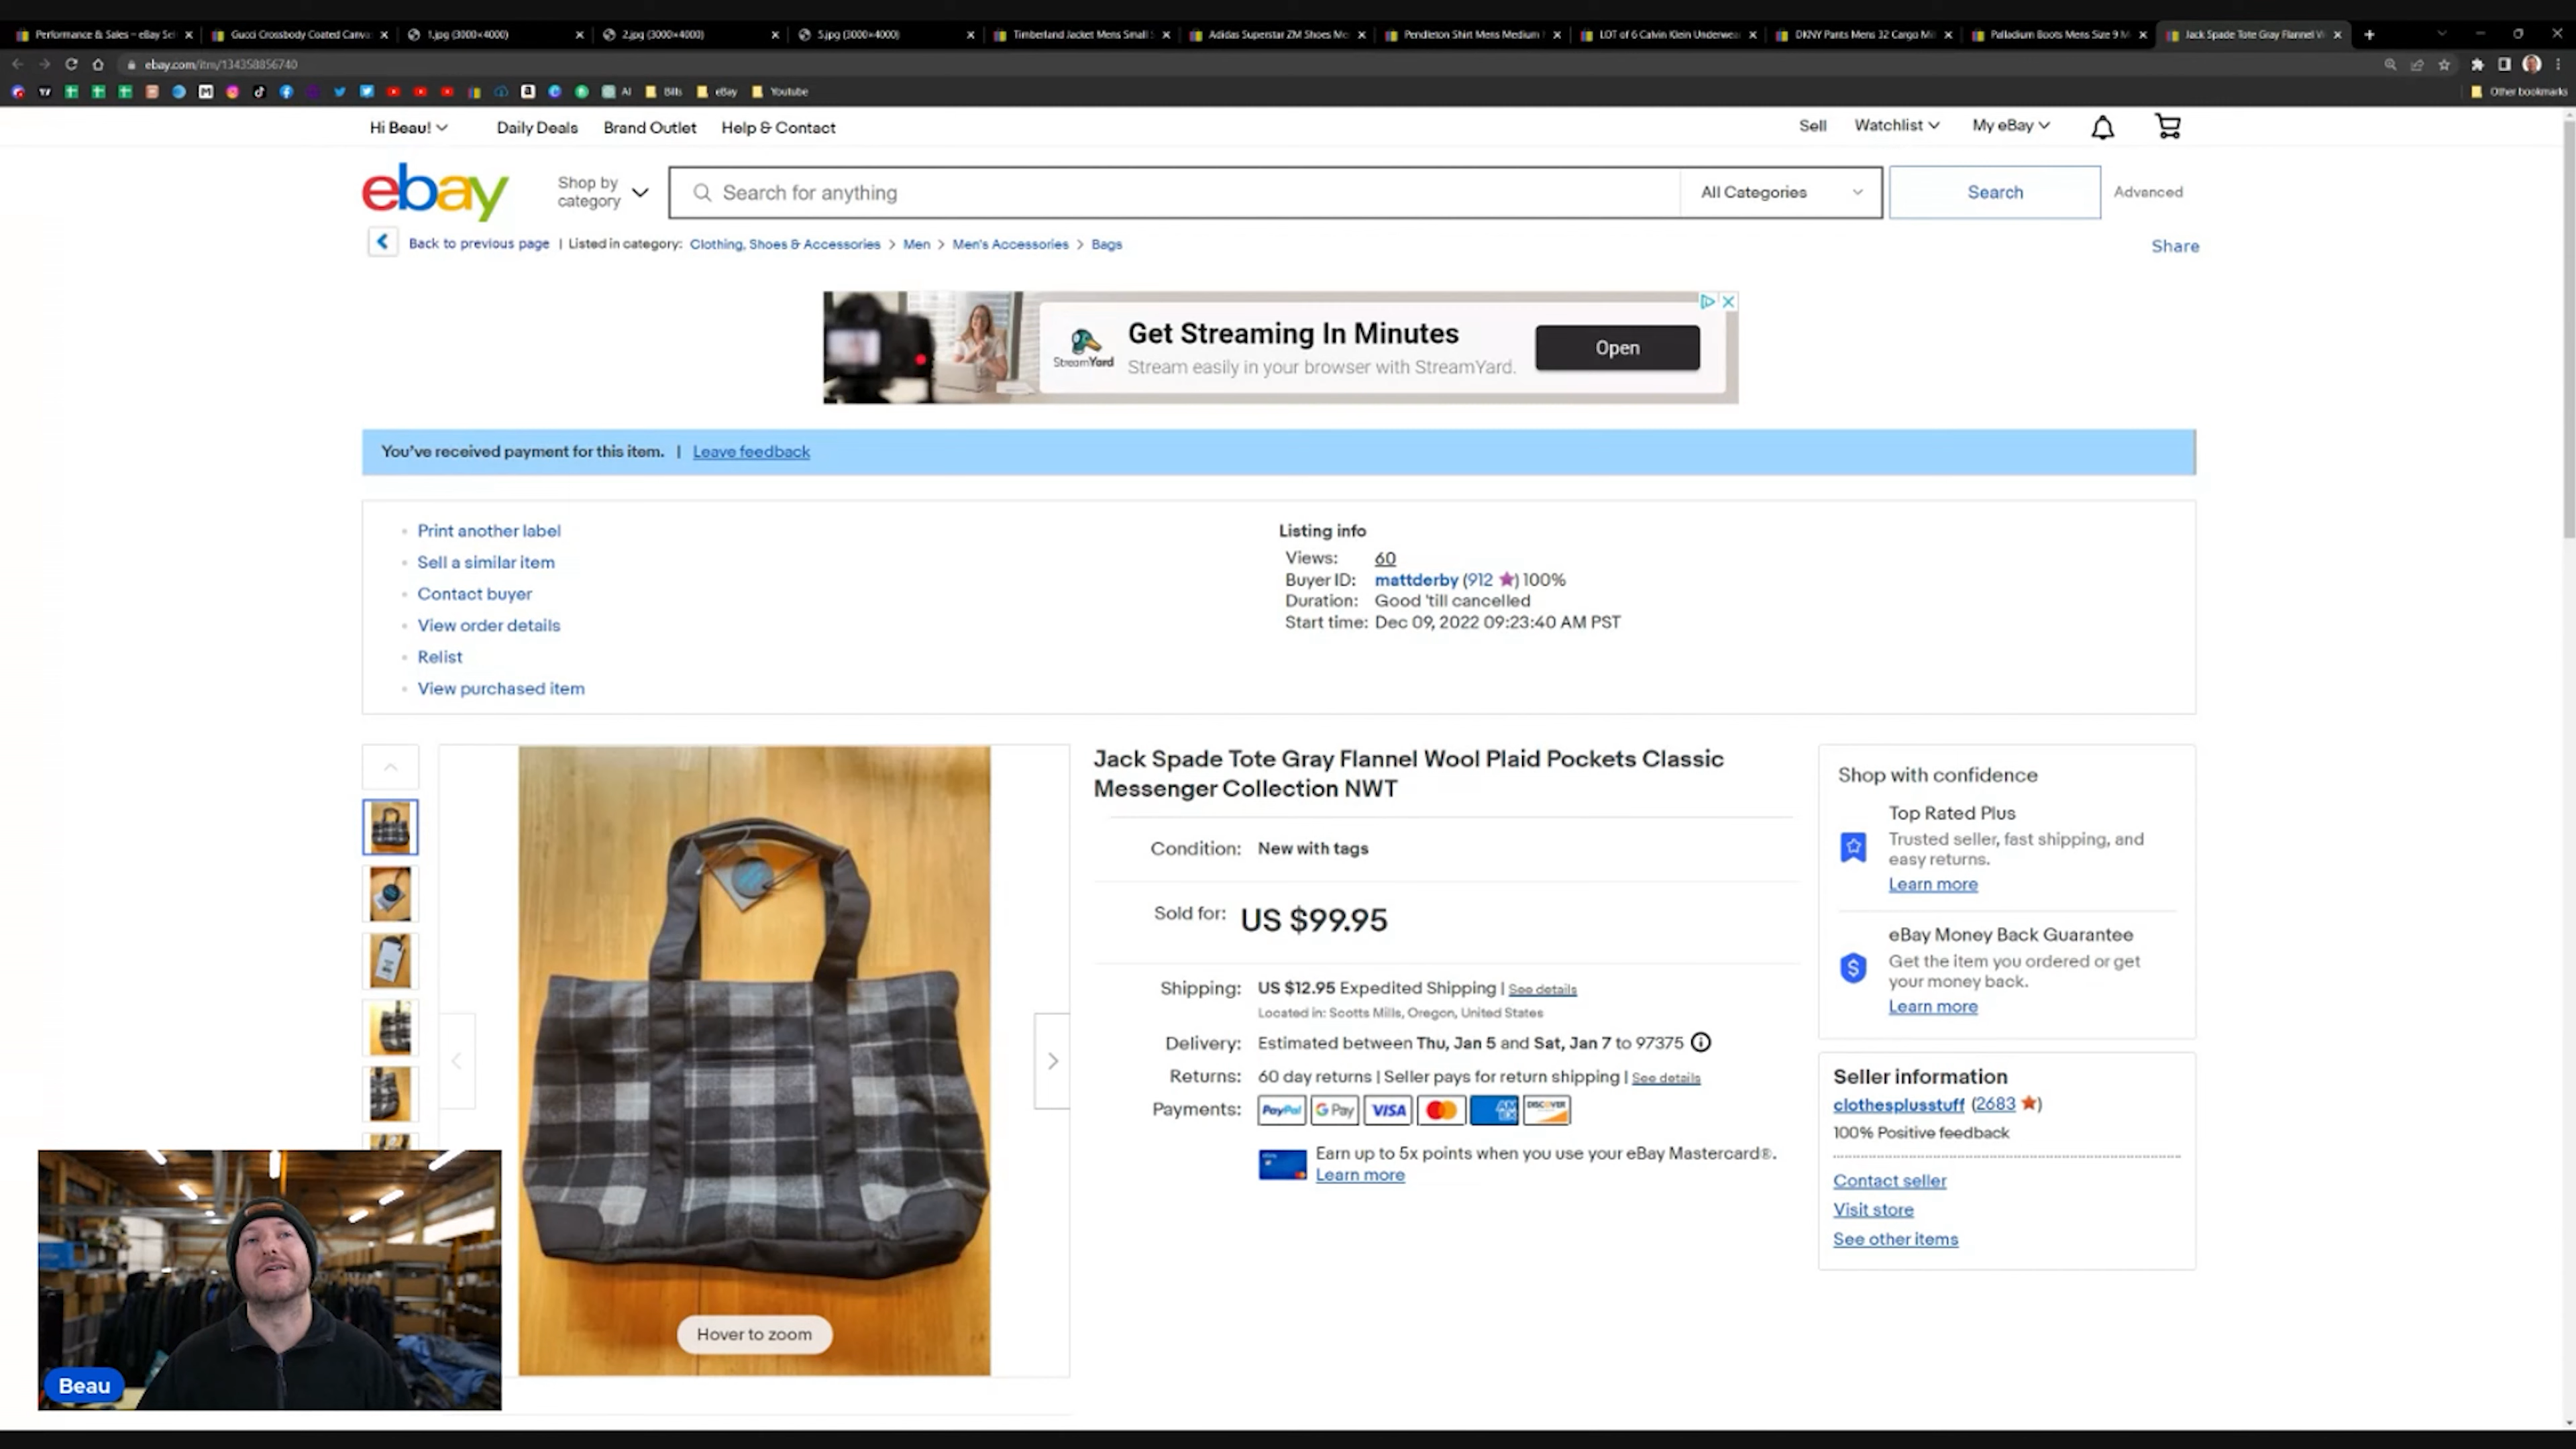 Performance & Sales – eBay Sel
Gucci Crossbody Coated Canva
1.jpg (3000×4000)
2.jpg (3000×4000)
5.jpg (3000×4000)
Timberland Jacket Mens Small
Adidas Superstar ZM Shoes Me
Pendleton Shirt Mens Medium
LOT of 6 Calvin Klein Underwea
DKNY Pants Mens 32 Cargo Mi
Palladium Boots Mens Size 9 M
Jack Spade Tote Gray Flannel W
ebay.com/itm/134358856740
AI
Bills
eBay
Youtube
Other bookmarks
Hi Beau!
Daily Deals
Brand Outlet
Help & Contact
Sell
Watchlist
My eBay
ebay
Shop by
category
Search for anything
All Categories
Search
Advanced
Back to previous page | Listed in category: Clothing, Shoes & Accessories > Men > Men's Accessories > Bags
Share
StreamYard
Get Streaming In Minutes
Stream easily in your browser with StreamYard.
Open
You've received payment for this item. | Leave feedback
Print another label
Sell a similar item
Contact buyer
View order details
Relist
View purchased item
Listing info
Views: 60
Buyer ID: mattderby (912 ★) 100%
Duration: Good 'till cancelled
Start time: Dec 09, 2022 09:23:40 AM PST
Hover to zoom
Jack Spade Tote Gray Flannel Wool Plaid Pockets Classic
Messenger Collection NWT
Condition: New with tags
Sold for: US $99.95
Shipping: US $12.95 Expedited Shipping | See details
Located in: Scotts Mills, Oregon, United States
Delivery: Estimated between Thu, Jan 5 and Sat, Jan 7 to 97375
Returns: 60 day returns | Seller pays for return shipping | See details
Payments: PayPal G Pay VISA AMEX DISCOVER
Earn up to 5x points when you use your eBay Mastercard®.
Learn more
Shop with confidence
Top Rated Plus
Trusted seller, fast shipping, and
easy returns.
Learn more
eBay Money Back Guarantee
Get the item you ordered or get
your money back.
Learn more
Seller information
clothesplusstuff (2683 ★)
100% Positive feedback
Contact seller
Visit store
See other items
Beau